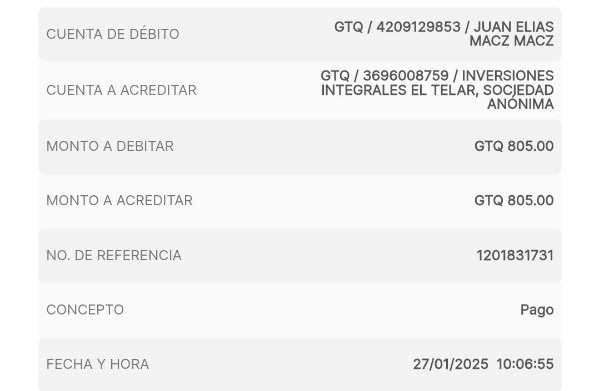 CUENTA DE DÉBITO
GTQ / 4209129853 / JUAN ELIAS
MACZ MACZ
CUENTA A ACREDITAR
GTQ / 3696008759 / INVERSIONES
INTEGRALES EL TELAR, SOCIEDAD
ANÓNIMA
MONTO A DEBITAR
GTQ 805.00
MONTO A ACREDITAR
GTQ 805.00
NO. DE REFERENCIA
1201831731
CONCEPTO
Pago
FECHA Y HORA
27/01/2025 10:06:55